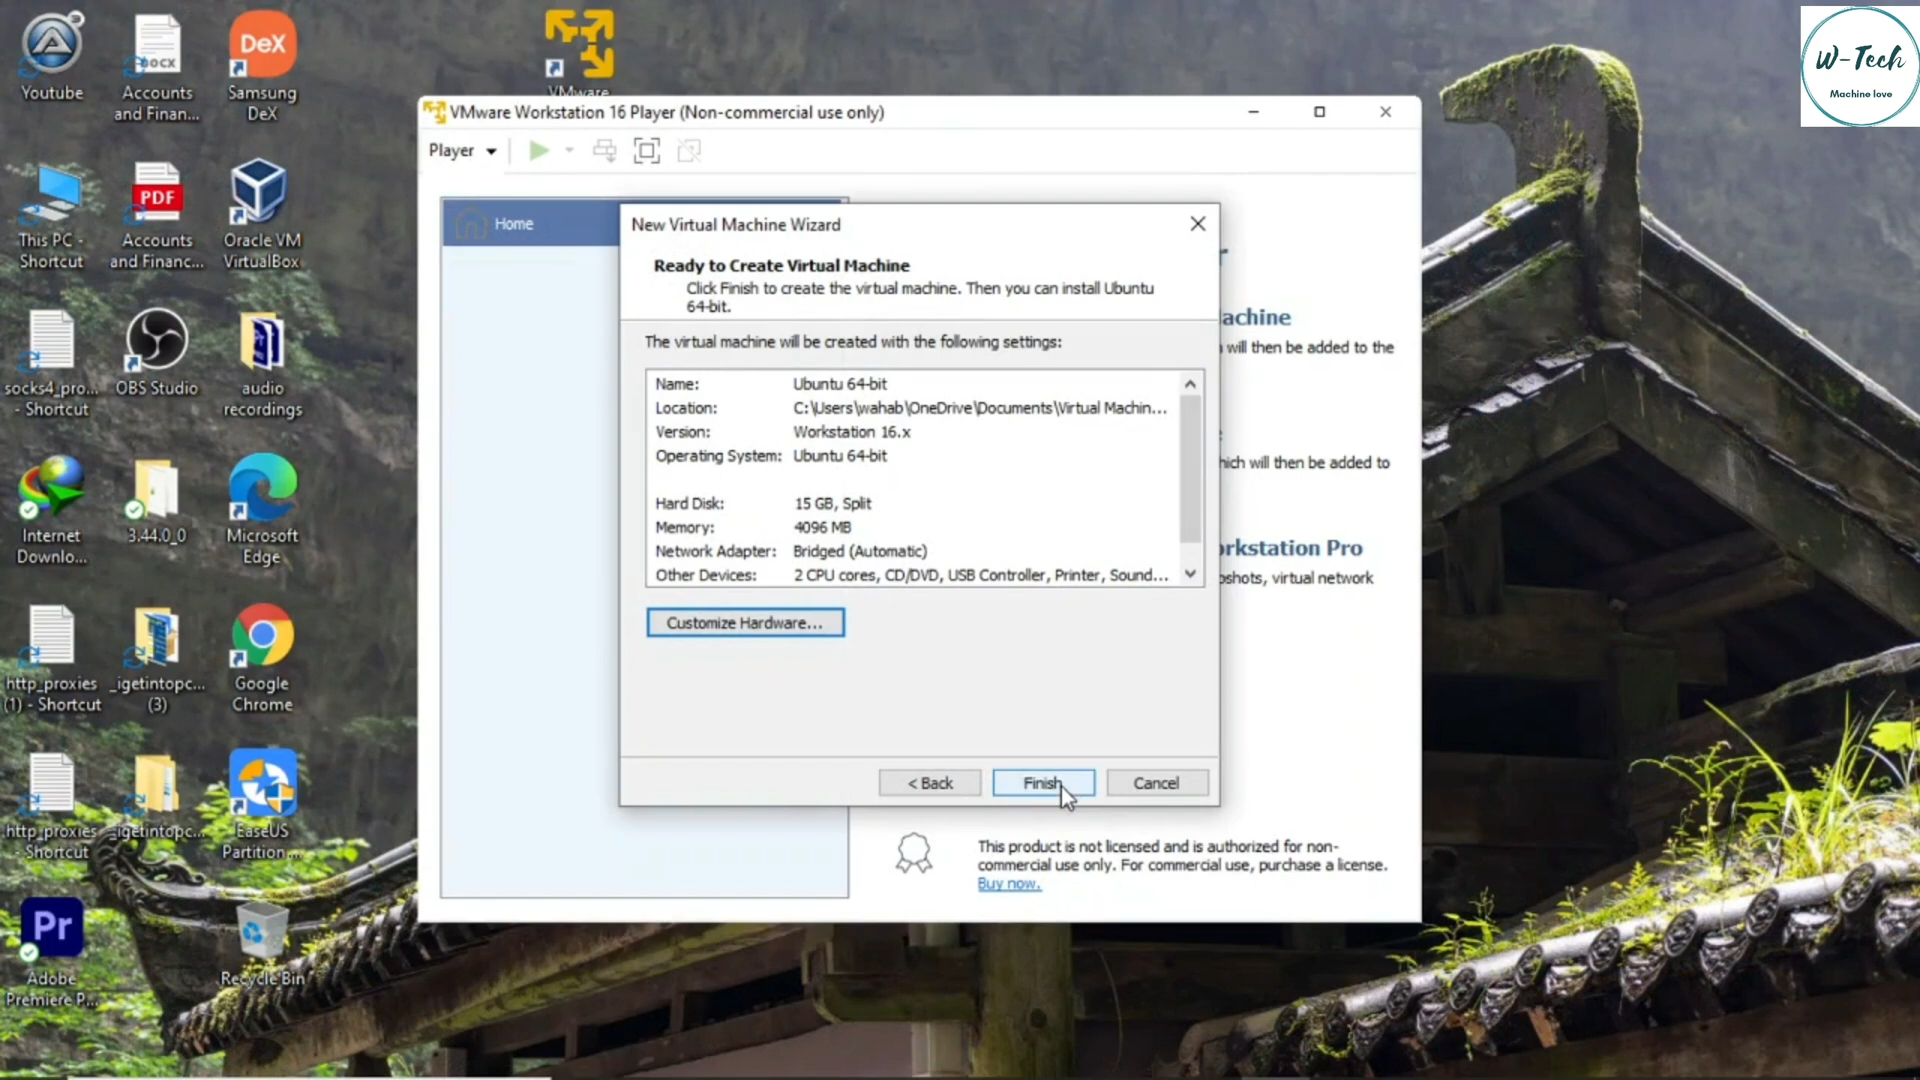 Youtube
DOCX
Accounts
and Finan...
DeX
Samsung
DeX
VMware
W-Tech
Machine love
This PC -
Shortcut
PDF
Accounts
and Financ...
Oracle VM
VirtualBox
socks4_pro...
- Shortcut
OBS Studio
audio
recordings
Internet
Downlo...
3.44.0_0
Microsoft
Edge
http_proxies
(1) - Shortcut
_igetintopc...
(3)
Google
Chrome
http_proxies
- Shortcut
_igetintopc...
EaseUS
Partition ...
Pr
Adobe
Premiere P...
Recycle Bin
VMware Workstation 16 Player (Non-commercial use only)
Player
Home
New Virtual Machine Wizard
Ready to Create Virtual Machine
Click Finish to create the virtual machine. Then you can install Ubuntu
64-bit.
The virtual machine will be created with the following settings:
Name: Ubuntu 64-bit
Location: C:\Users\wahab\OneDrive\Documents\Virtual Machin...
Version: Workstation 16.x
Operating System: Ubuntu 64-bit
Hard Disk: 15 GB, Split
Memory: 4096 MB
Network Adapter: Bridged (Automatic)
Other Devices: 2 CPU cores, CD/DVD, USB Controller, Printer, Sound...
Customize Hardware...
< Back
Finish
Cancel
achine
will then be added to the
hich will then be added to
orkstation Pro
pshots, virtual network
This product is not licensed and is authorized for non-
commercial use only. For commercial use, purchase a license.
Buy now.